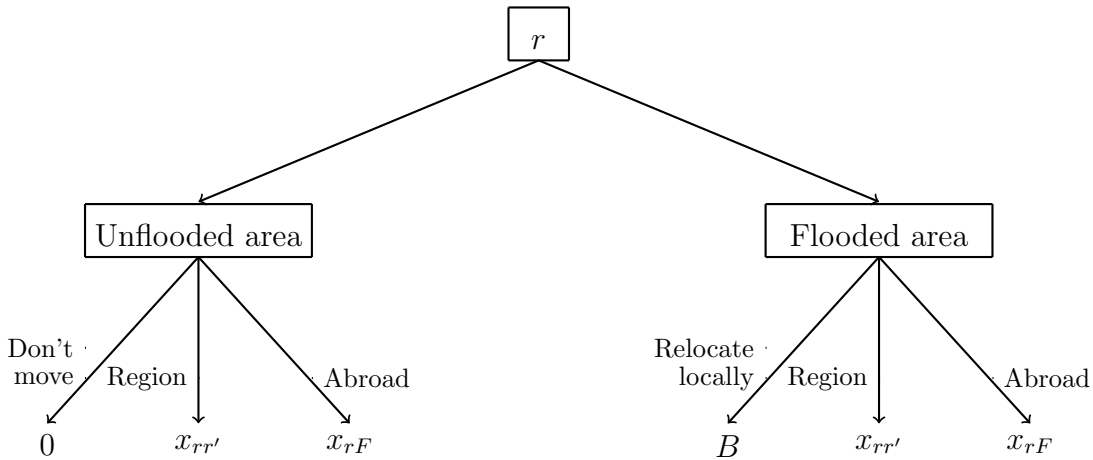 r
Unflooded area
Flooded area
Don't
move
Region
Abroad
Relocate
locally
Region
Abroad
0
x_{rr'}
x_{rF}
B
x_{rr'}
x_{rF}